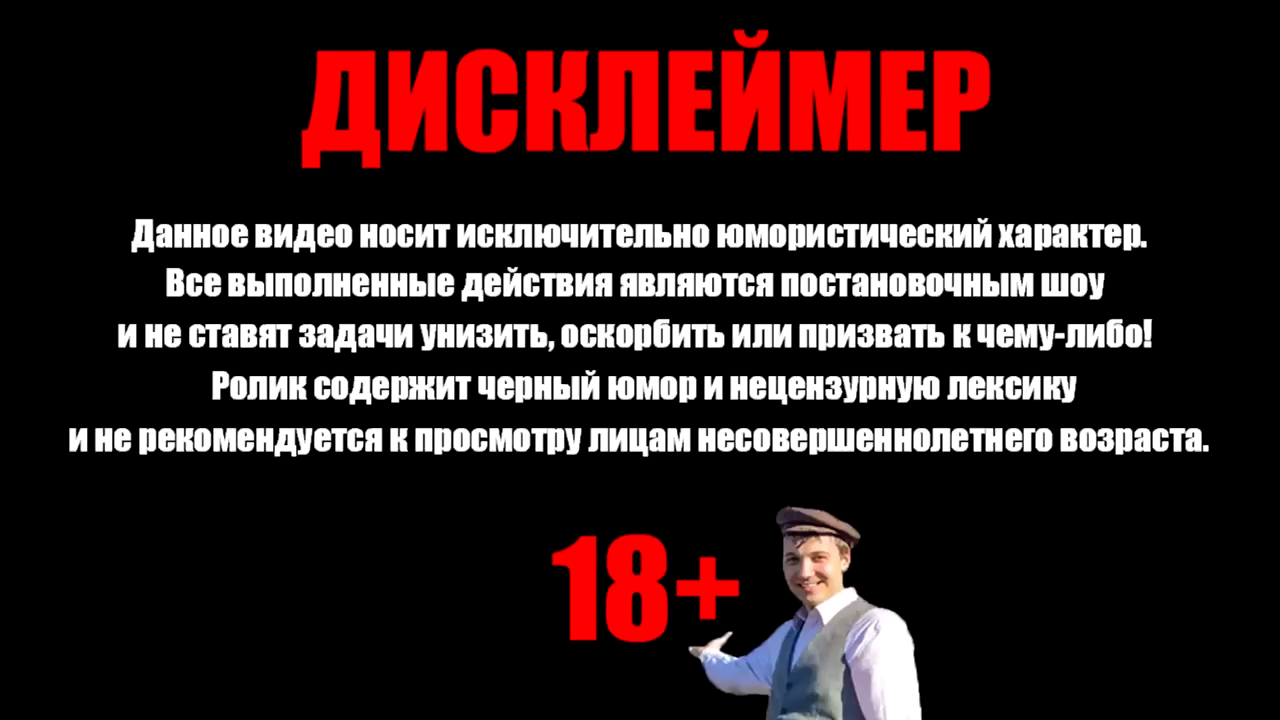 ДИСКЛЕЙМЕР
Данное видео носит исключительно юмористический характер.
Все выполненные действия являются постановочным шоу
и не ставят задачи унизить, оскорбить или призвать к чему-либо!
Ролик содержит черный юмор и нецензурную лексику
и не рекомендуется к просмотру лицам несовершеннолетнего возраста.
18+